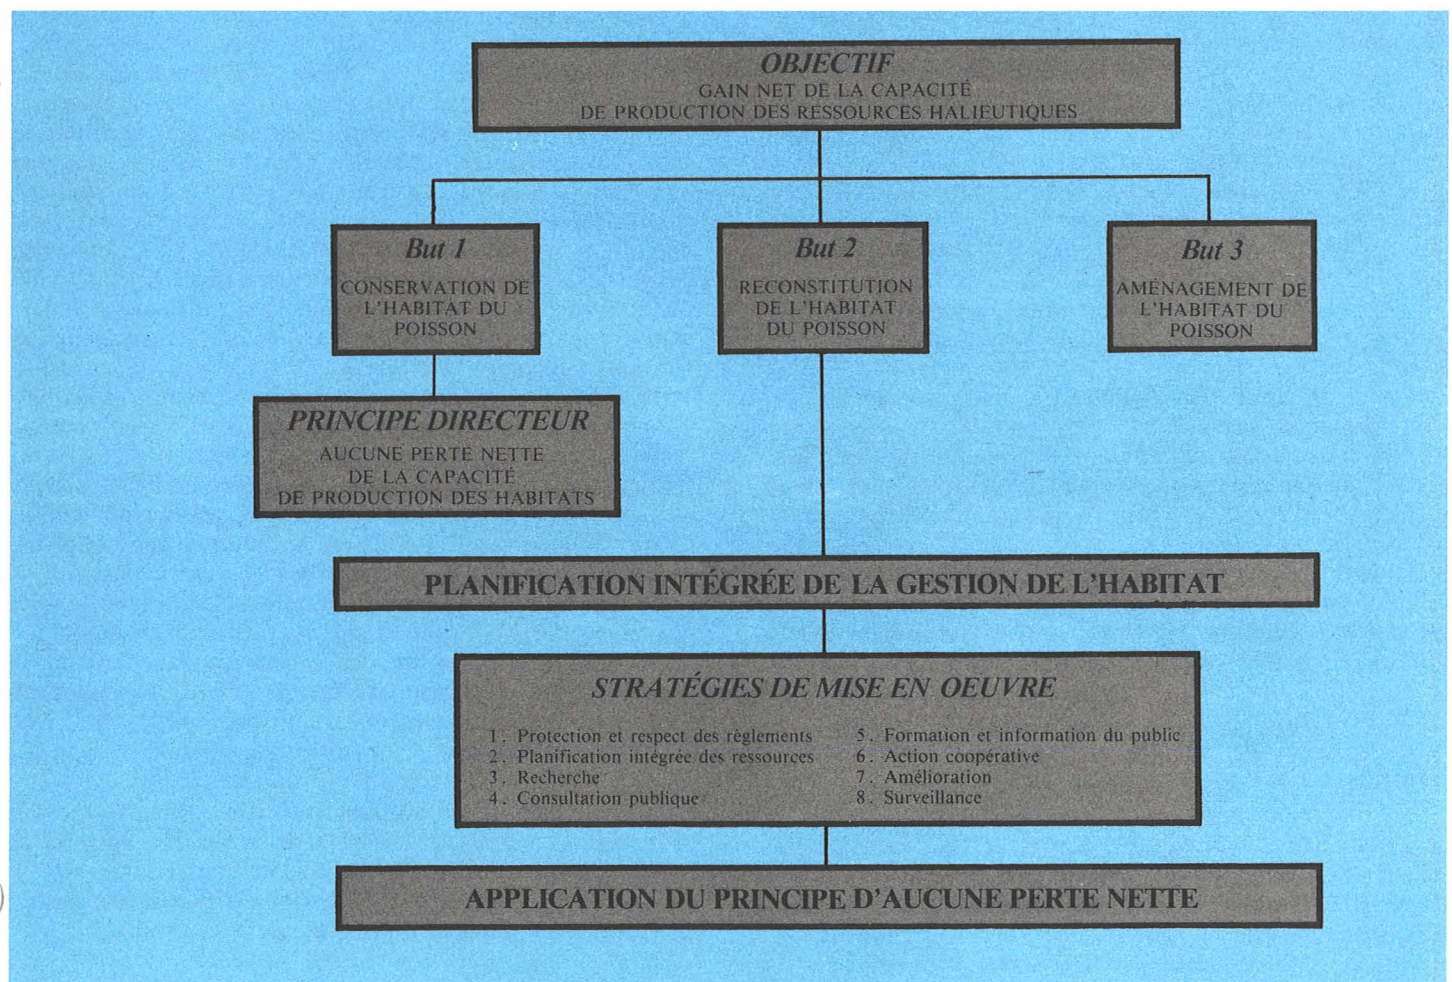 OBJECTIF
GAIN NET DE LA CAPACITÉ
DE PRODUCTION DES RESSOURCES HALIEUTIQUES
But 1
CONSERVATION DE
L'HABITAT DU
POISSON
But 2
RECONSTITUTION
DE L'HABITAT
DU POISSON
But 3
AMÉNAGEMENT DE
L'HABITAT DU
POISSON
PRINCIPE DIRECTEUR
AUCUNE PERTE NETTE
DE LA CAPACITÉ
DE PRODUCTION DES HABITATS
PLANIFICATION INTÉGRÉE DE LA GESTION DE L'HABITAT
STRATÉGIES DE MISE EN OEUVRE
1. Protection et respect des règlements
2. Planification intégrée des ressources
3. Recherche
4. Consultation publique
5. Formation et information du public
6. Action coopérative
7. Amélioration
8. Surveillance
APPLICATION DU PRINCIPE D'AUCUNE PERTE NETTE